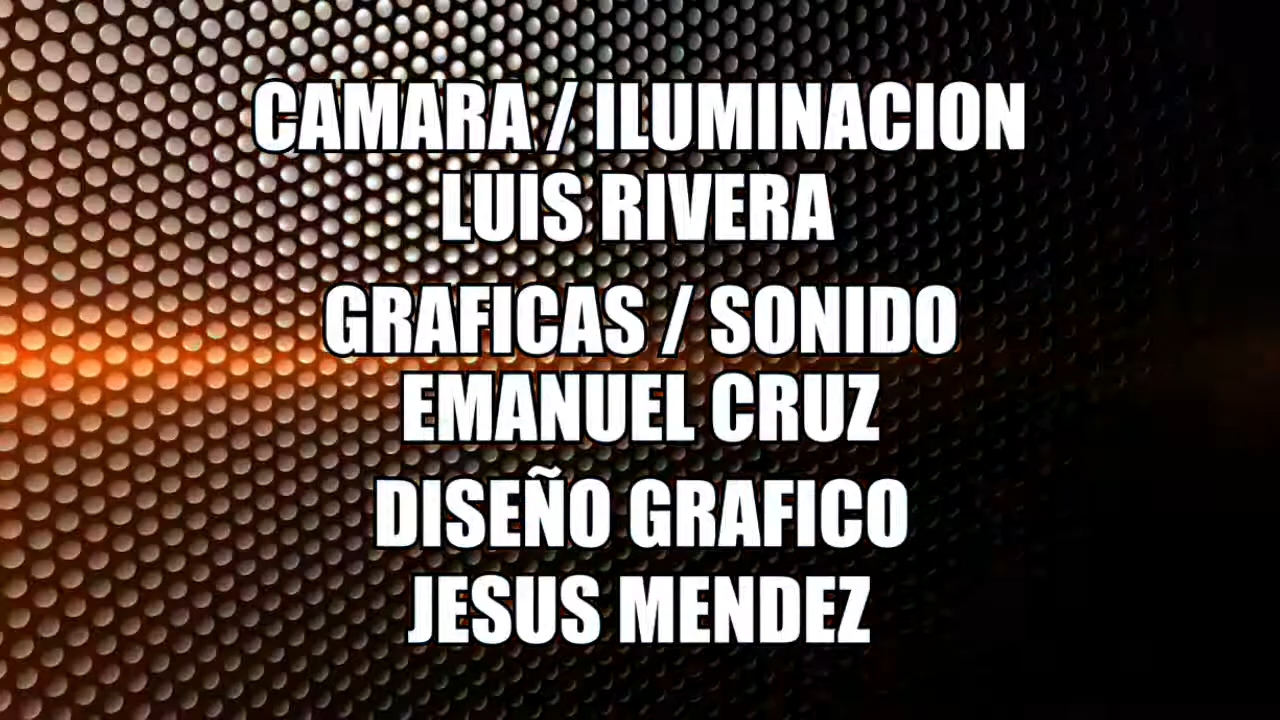 CAMARA / ILUMINACION
LUIS RIVERA
GRAFICAS / SONIDO
EMANUEL CRUZ
DISEÑO GRAFICO
JESUS MENDEZ